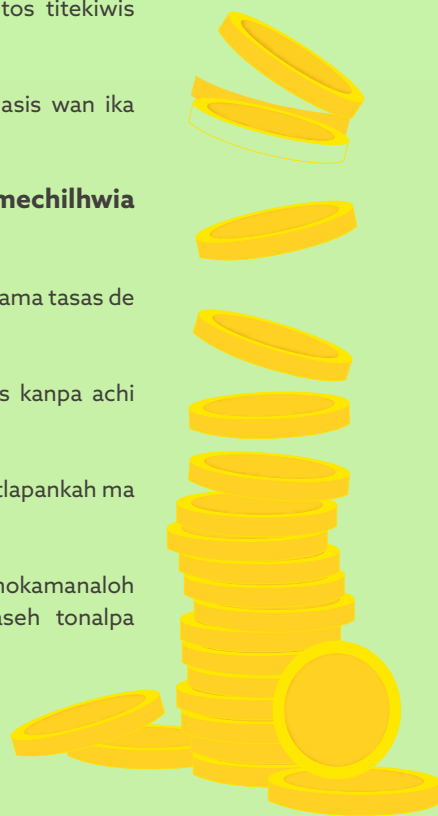 tos titekiwis
asis wan ika
mechilhwia
ama tasas de
s kanpa achi
tlapankah ma
nokamanaloh
aseh tonalpa